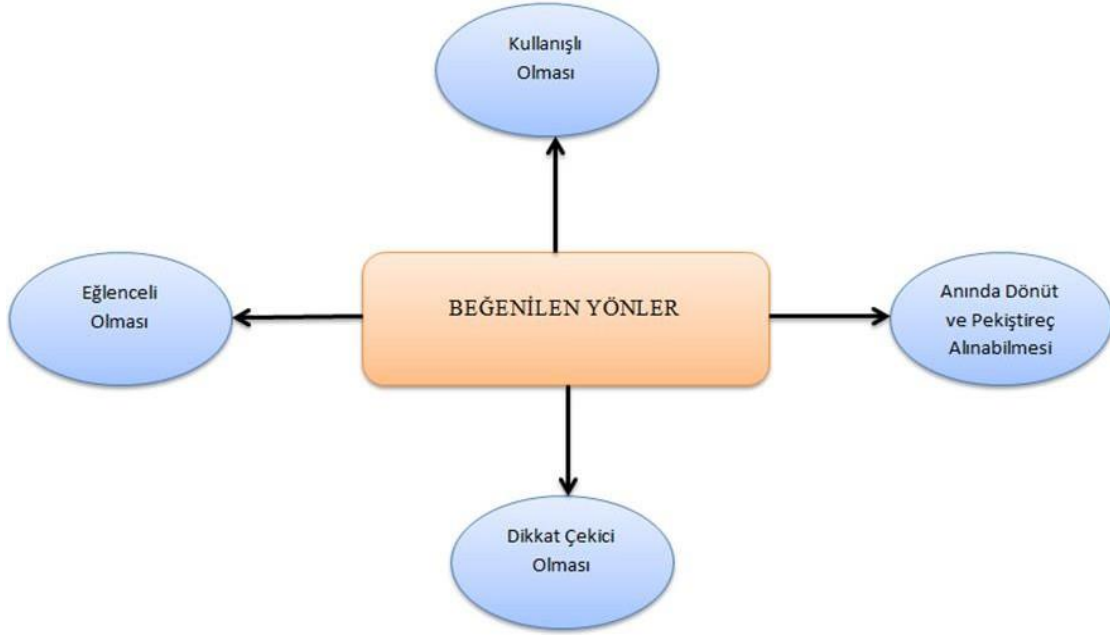 Kullanışlı
Olması
Eğlenceli
Olması
BEĞENİLEN YÖNLER
Anında Dönüt
ve Pekiştireç
Alınabilmesi
Dikkat Çekici
Olması